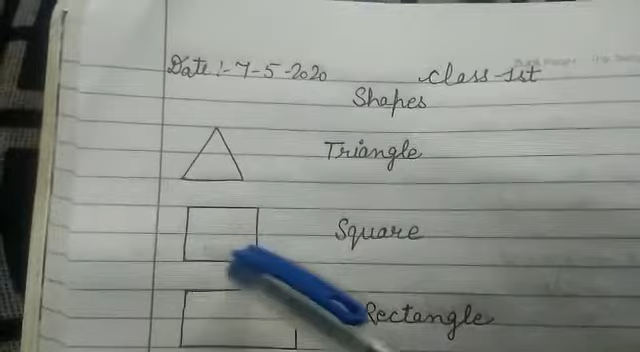 Date :- 7-5-2020 Class-1st
Shapes
Triangle
Square
Rectangle